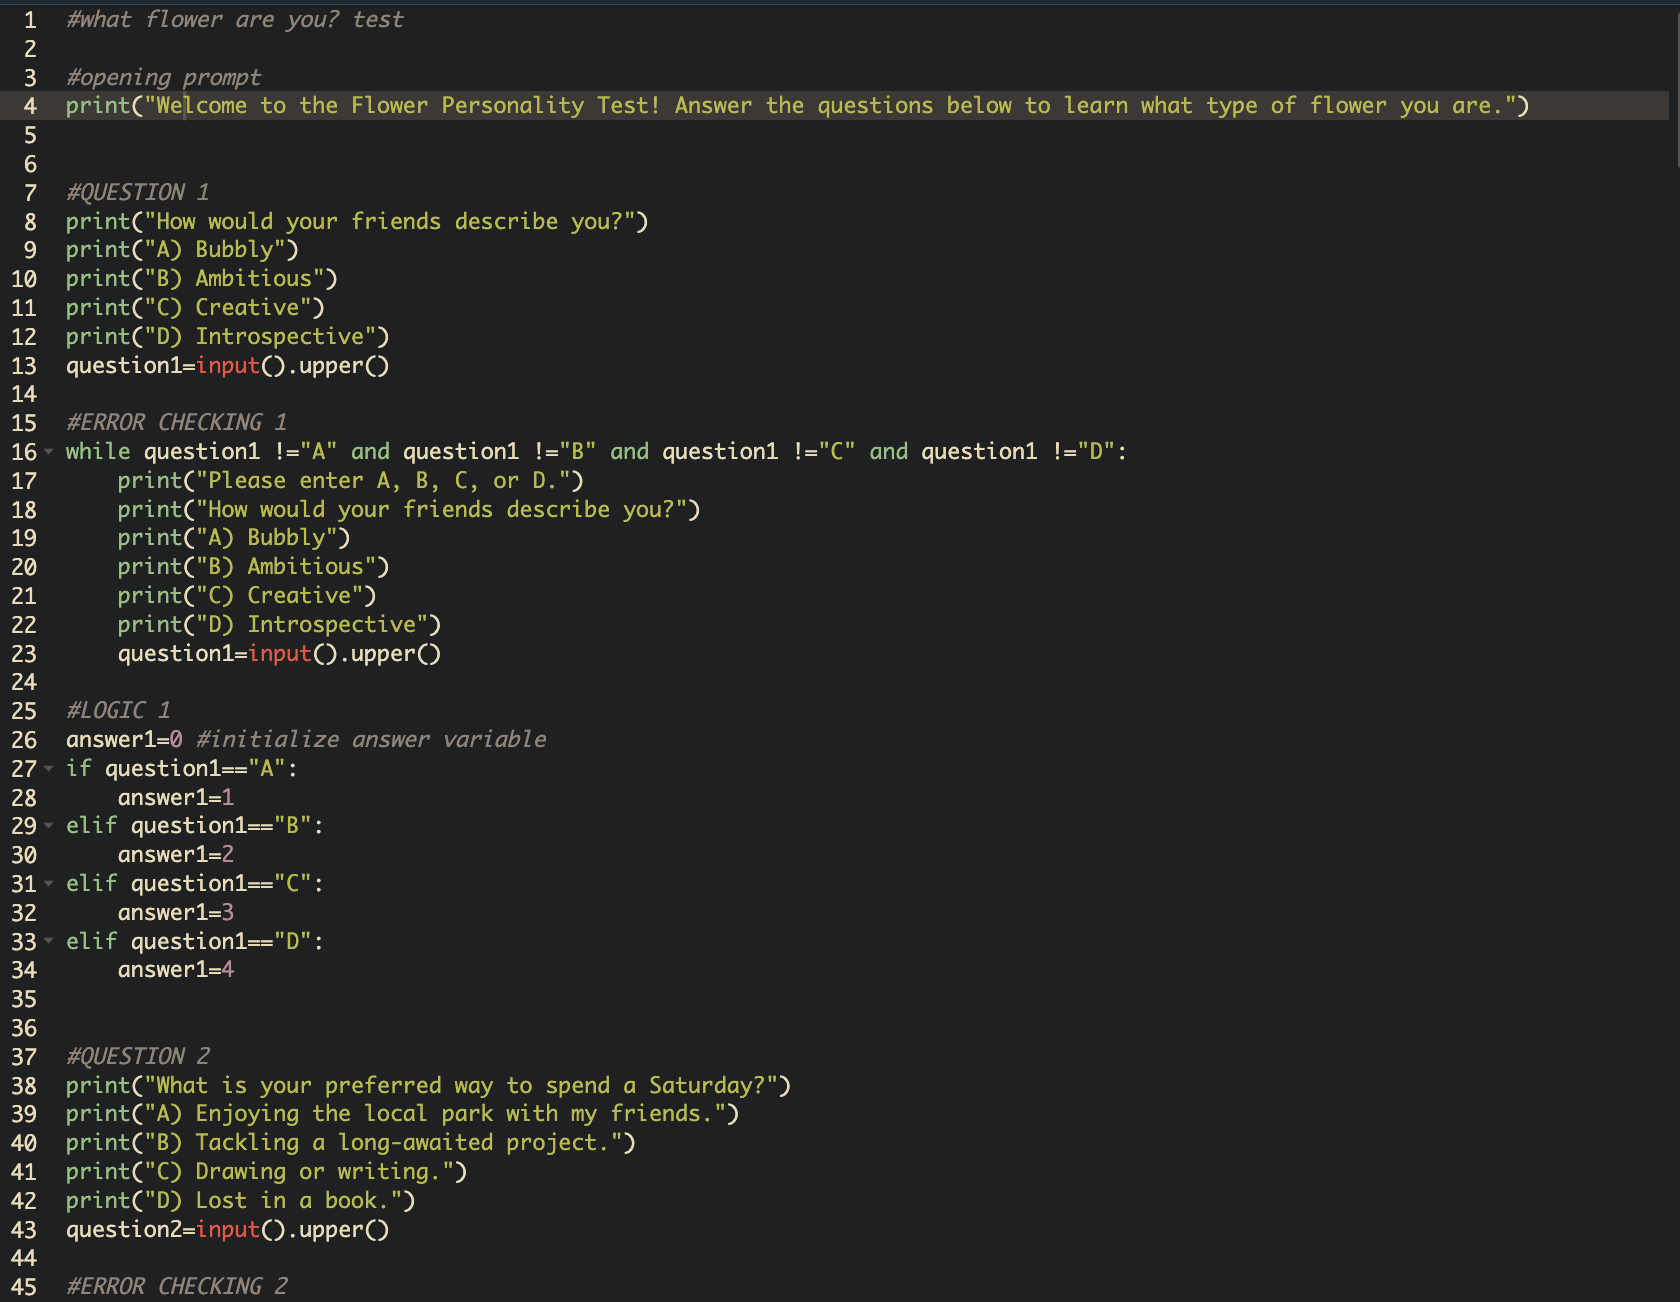 1 #what flower are you? test
2
3 #opening prompt
4 print("Welcome to the Flower Personality Test! Answer the questions below to learn what type of flower you are.")
5
6
7 #QUESTION 1
8 print("How would your friends describe you?")
9 print("A) Bubbly")
10 print("B) Ambitious")
11 print("C) Creative")
12 print("D) Introspective")
13 question1=input().upper()
14
15 #ERROR CHECKING 1
16 while question1 !="A" and question1 !="B" and question1 !="C" and question1 !="D":
17     print("Please enter A, B, C, or D.")
18     print("How would your friends describe you?")
19     print("A) Bubbly")
20     print("B) Ambitious")
21     print("C) Creative")
22     print("D) Introspective")
23     question1=input().upper()
24
25 #LOGIC 1
26 answer1=0 #initialize answer variable
27 if question1=="A":
28     answer1=1
29 elif question1=="B":
30     answer1=2
31 elif question1=="C":
32     answer1=3
33 elif question1=="D":
34     answer1=4
35
36
37 #QUESTION 2
38 print("What is your preferred way to spend a Saturday?")
39 print("A) Enjoying the local park with my friends.")
40 print("B) Tackling a long-awaited project.")
41 print("C) Drawing or writing.")
42 print("D) Lost in a book.")
43 question2=input().upper()
44
45 #ERROR CHECKING 2